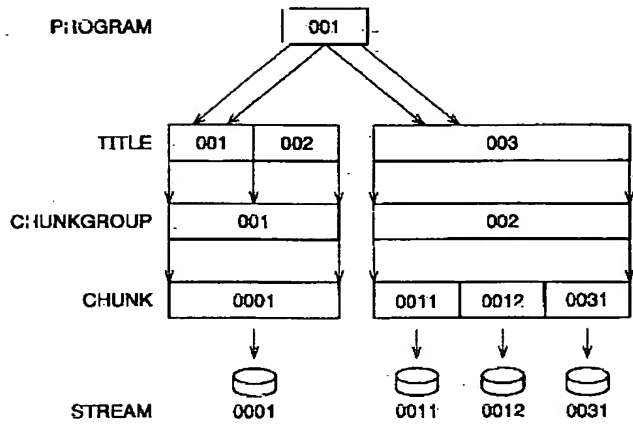 PROGRAM 001
TITLE 001 002 003
CHUNKGROUP 001 002
CHUNK 0001 0011 0012 0031
STREAM 0001 0011 0012 0031